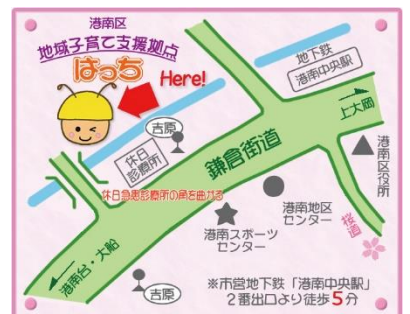 港南区
地域子育て支援拠点
はっち
Here!
地下鉄
港南中央駅
上大岡
吉原
休日
診療所
鎌倉街道
港南区役所
休日急患診療所の角を曲がる
港南地区
センター
港南スポーツ
センター
桜道
港南台・大船
吉原
※市営地下鉄「港南中央駅」
2番出口より徒歩5分